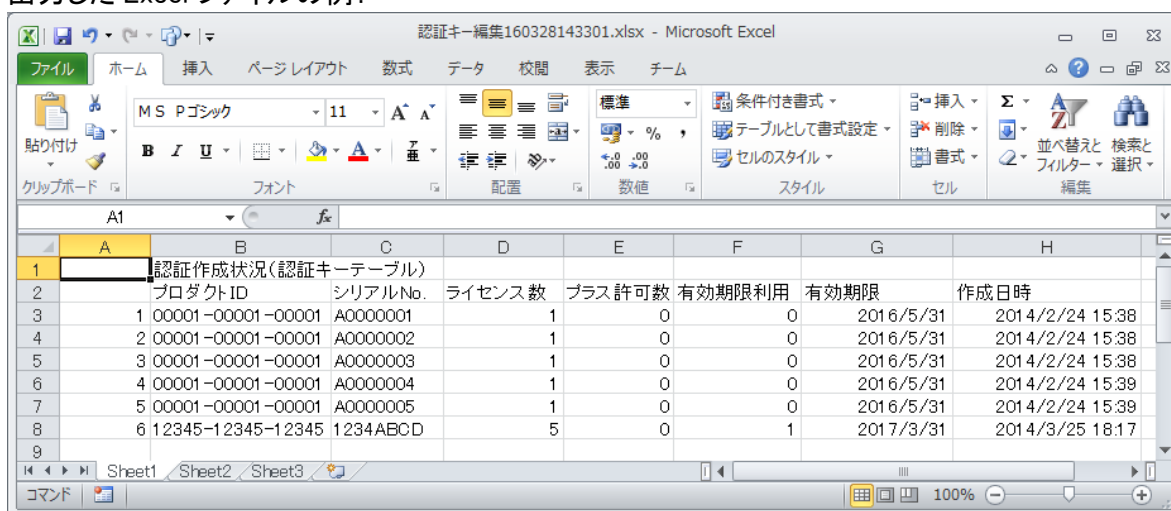 認証キー編集160328143301.xlsx - Microsoft Excel
ファイル ホーム 挿入 ページ レイアウト 数式 データ 校閲 表示 チーム
貼り付け
MS Pゴシック 11
B I U
標準
条件付き書式
テーブルとして書式設定
セルのスタイル
挿入
削除
書式
並べ替えと フィルター
検索と 選択
クリップボード フォント 配置 数値 スタイル セル 編集
A1 fx
A B C D E F G H
1 認証作成状況(認証キーテーブル)
2 プロダクトID シリアルNo. ライセンス数 プラス許可数 有効期限利用 有効期限 作成日時
3 1 00001-00001-00001 A0000001 1 0 0 2016/5/31 2014/2/24 15:38
4 2 00001-00001-00001 A0000002 1 0 0 2016/5/31 2014/2/24 15:38
5 3 00001-00001-00001 A0000003 1 0 0 2016/5/31 2014/2/24 15:38
6 4 00001-00001-00001 A0000004 1 0 0 2016/5/31 2014/2/24 15:39
7 5 00001-00001-00001 A0000005 1 0 0 2016/5/31 2014/2/24 15:39
8 6 12345-12345-12345 1234ABCD 5 0 1 2017/3/31 2014/3/25 18:17
9
Sheet1 Sheet2 Sheet3
コマンド 100%